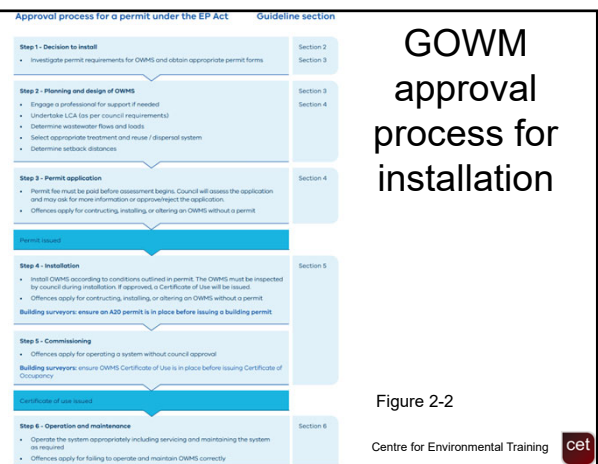 Approval process for a permit under the EP Act Guideline section
Step 1 - Decision to install Section 2
• Investigate permit requirements for OWMS and obtain appropriate permit forms Section 3
Step 2 - Planning and design of OWMS Section 3
• Engage a professional for support if needed Section 4
• Undertake LCA (as per council requirements)
• Determine wastewater flows and loads
• Select appropriate treatment and reuse / dispersal system
• Determine setback distances
Step 3 - Permit application Section 4
• Permit fee must be paid before assessment begins. Council will assess the application
and may ask for more information or approve/reject the application.
• Offences apply for contructing, installing, or altering an OWMS without a permit
Permit issued
Step 4 - Installation Section 5
• Install OWMS according to conditions outlined in permit. The OWMS must be inspected
by council during installation. If approved, a Certificate of Use will be issued.
• Offences apply for contructing, installing, or altering an OWMS without a permit
Building surveyors: ensure an A20 permit is in place before issuing a building permit
Step 5 - Commissioning
• Offences apply for operating a system without council approval
Building surveyors: ensure OWMS Certificate of Use is in place before issuing Certificate of
Occupancy
Certificate of use issued
Step 6 - Operation and maintenance Section 6
• Operate the system appropriately including servicing and maintaining the system
as required
• Offences apply for failing to operate and maintain OWMS correctly
GOWM
approval
process for
installation
Figure 2-2
Centre for Environmental Training cet